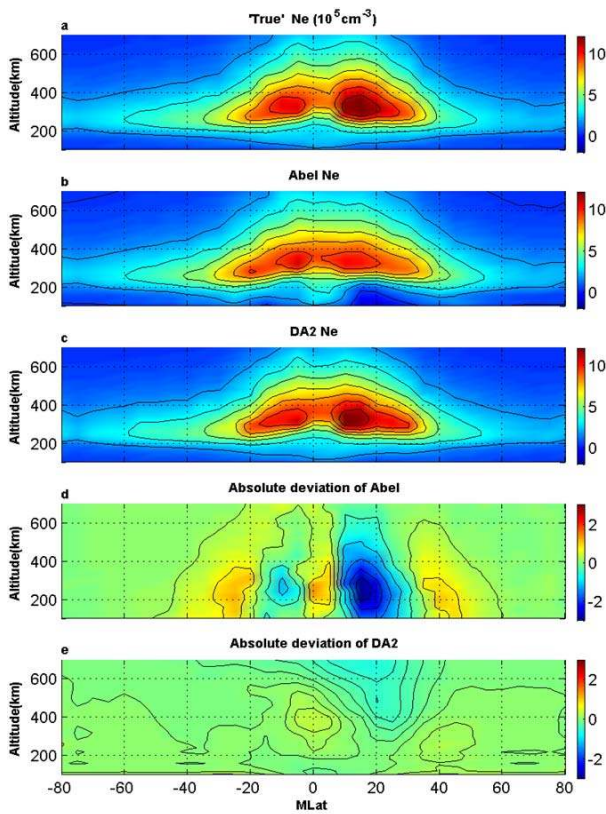 'True' Ne (10⁵cm⁻³)
a
600
400
200
Altitude(km)
10
5
0
Abel Ne
b
600
400
200
Altitude(km)
10
5
0
DA2 Ne
c
600
400
200
Altitude(km)
10
5
0
Absolute deviation of Abel
d
600
400
200
Altitude(km)
2
0
-2
Absolute deviation of DA2
e
600
400
200
Altitude(km)
2
0
-2
-80 -60 -40 -20 0 20 40 60 80
MLat